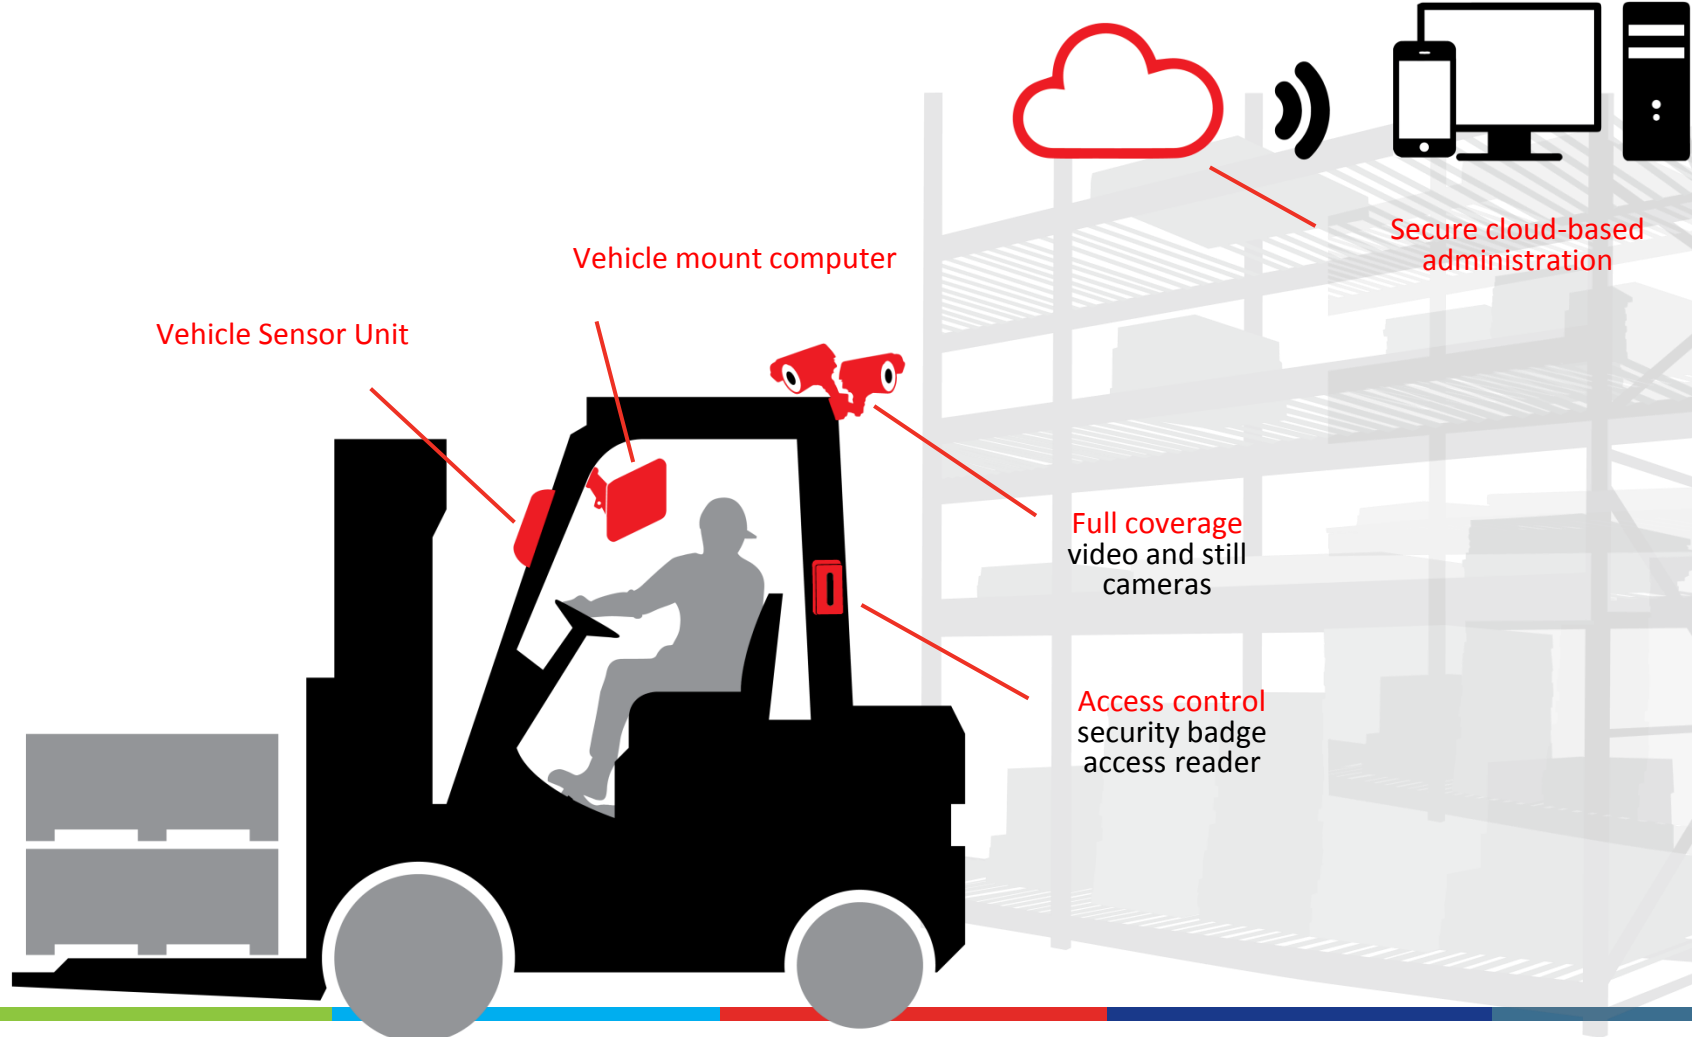 Secure cloud-based
administration
Vehicle mount computer
Vehicle Sensor Unit
Full coverage
video and still
cameras
Access control
security badge
access reader